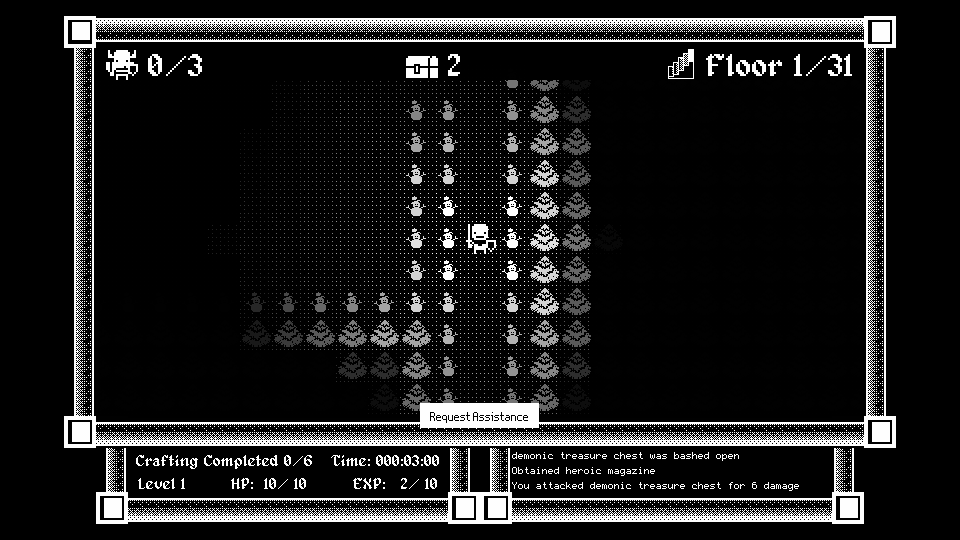 0/3
2
Floor 1/31
Request Assistance
Crafting Completed 0/6 Time: 000:03:00
Level 1 HP: 10/10 EXP: 2/10
demonic treasure chest was bashed open
Obtained heroic magazine
You attacked demonic treasure chest for 6 damage